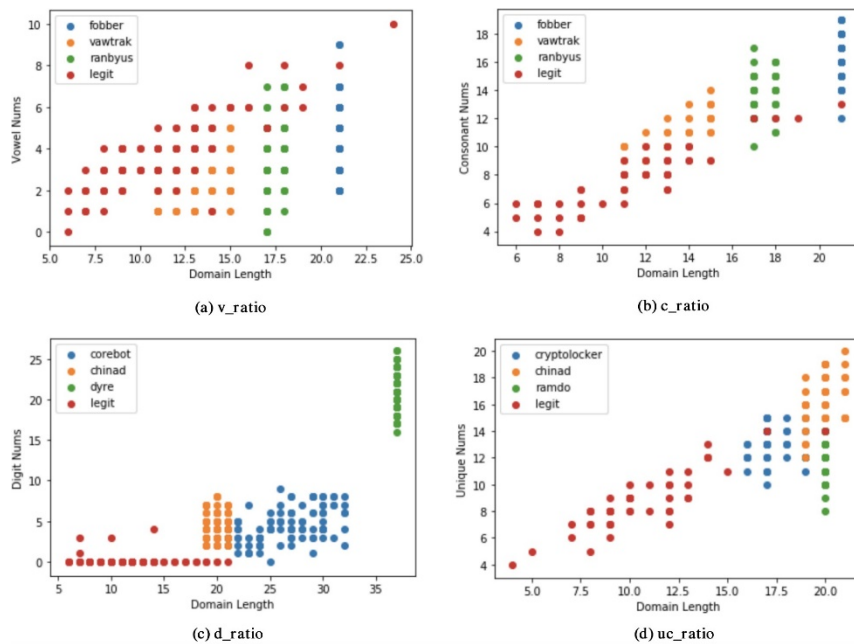 fobber
vawtrak
ranbyus
legit
Vowel Nums
10
8
6
4
2
0
5.0 7.5 10.0 12.5 15.0 17.5 20.0 22.5 25.0
Domain Length
(a) v_ratio
fobber
vawtrak
ranbyus
legit
Consonant Nums
18
16
14
12
10
8
6
4
6 8 10 12 14 16 18 20
Domain Length
(b) c_ratio
corebot
chinad
dyre
legit
Digit Nums
25
20
15
10
5
0
5 10 15 20 25 30 35
Domain Length
(c) d_ratio
cryptolocker
chinad
ramdo
legit
Unique Nums
20
18
16
14
12
10
8
6
4
5.0 7.5 10.0 12.5 15.0 17.5 20.0
Domain Length
(d) uc_ratio